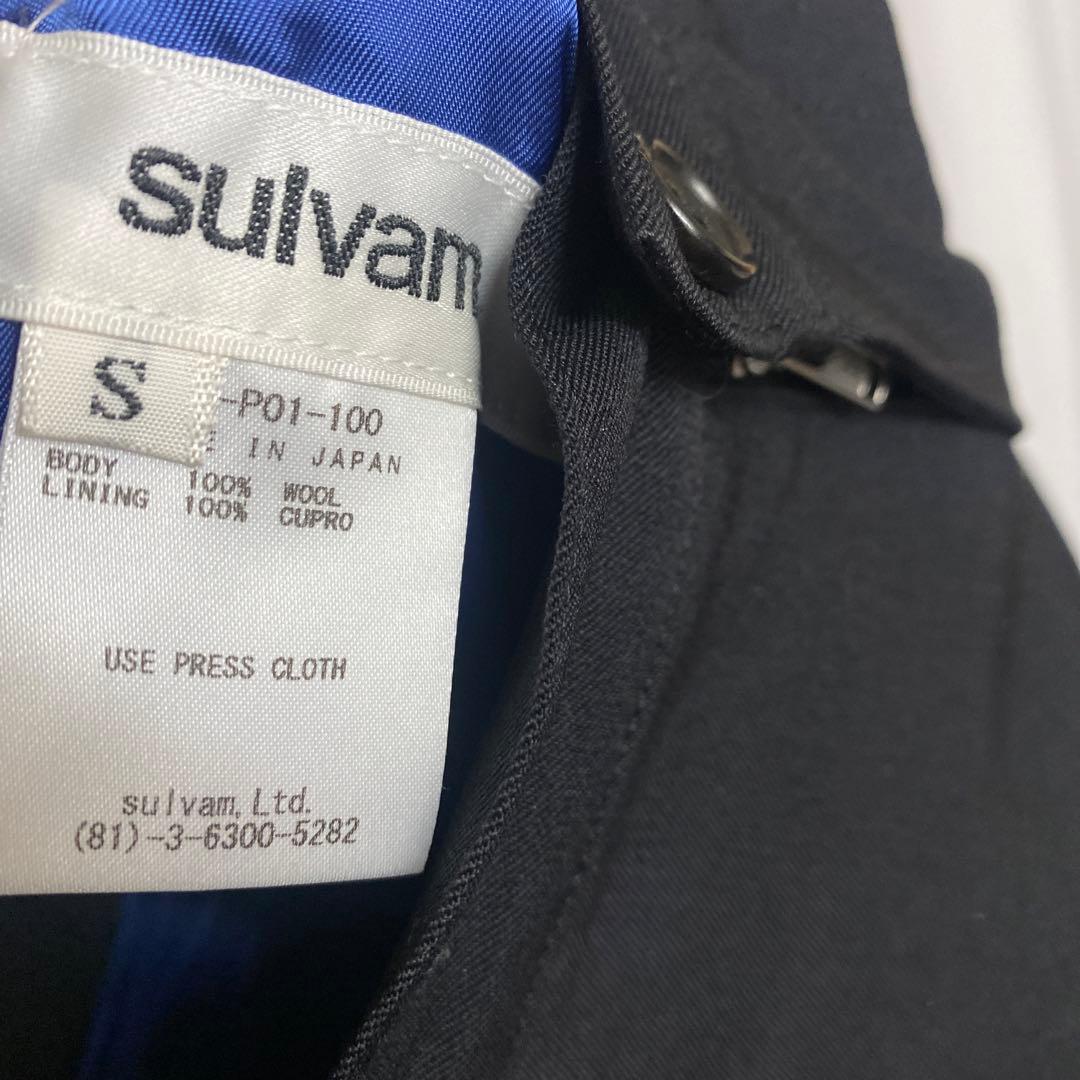 sulvam
S
-P01-100
E IN JAPAN
BODY 100% WOOL
LINING 100% CUPRO
USE PRESS CLOTH
sulvam, Ltd.
(81)-3-6300-5282